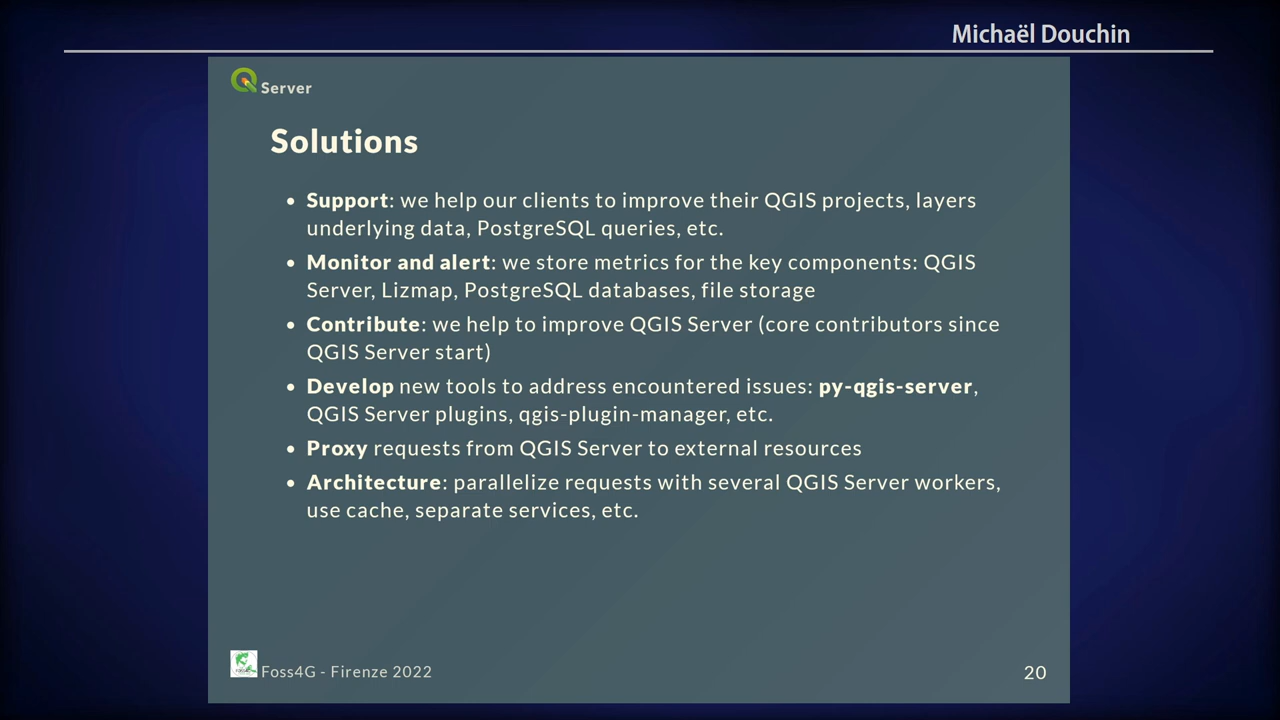 Michaël Douchin
Server
Solutions
• Support: we help our clients to improve their QGIS projects, layers
underlying data, PostgreSQL queries, etc.
• Monitor and alert: we store metrics for the key components: QGIS
Server, Lizmap, PostgreSQL databases, file storage
• Contribute: we help to improve QGIS Server (core contributors since
QGIS Server start)
• Develop new tools to address encountered issues: py-qgis-server,
QGIS Server plugins, qgis-plugin-manager, etc.
• Proxy requests from QGIS Server to external resources
• Architecture: parallelize requests with several QGIS Server workers,
use cache, separate services, etc.
Foss4G - Firenze 2022
20